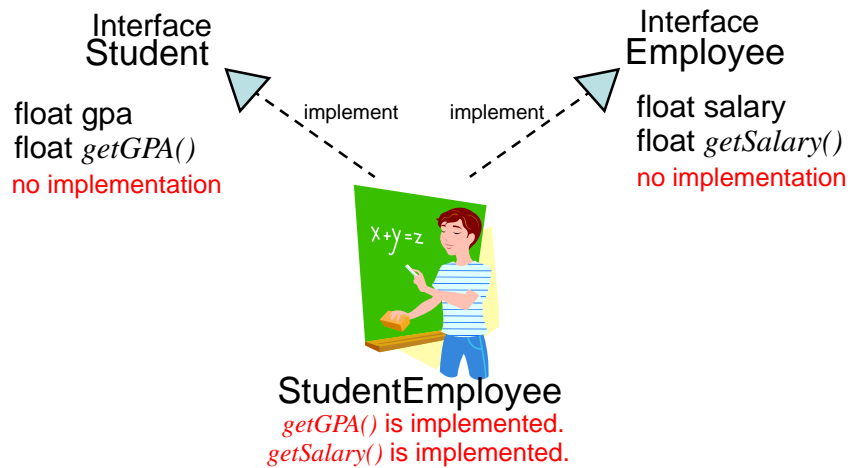 Interface
Student
Interface
Employee
implement
implement
float gpa
float getGPA()
no implementation
float salary
float getSalary()
no implementation
x+y=z
StudentEmployee
getGPA() is implemented.
getSalary() is implemented.